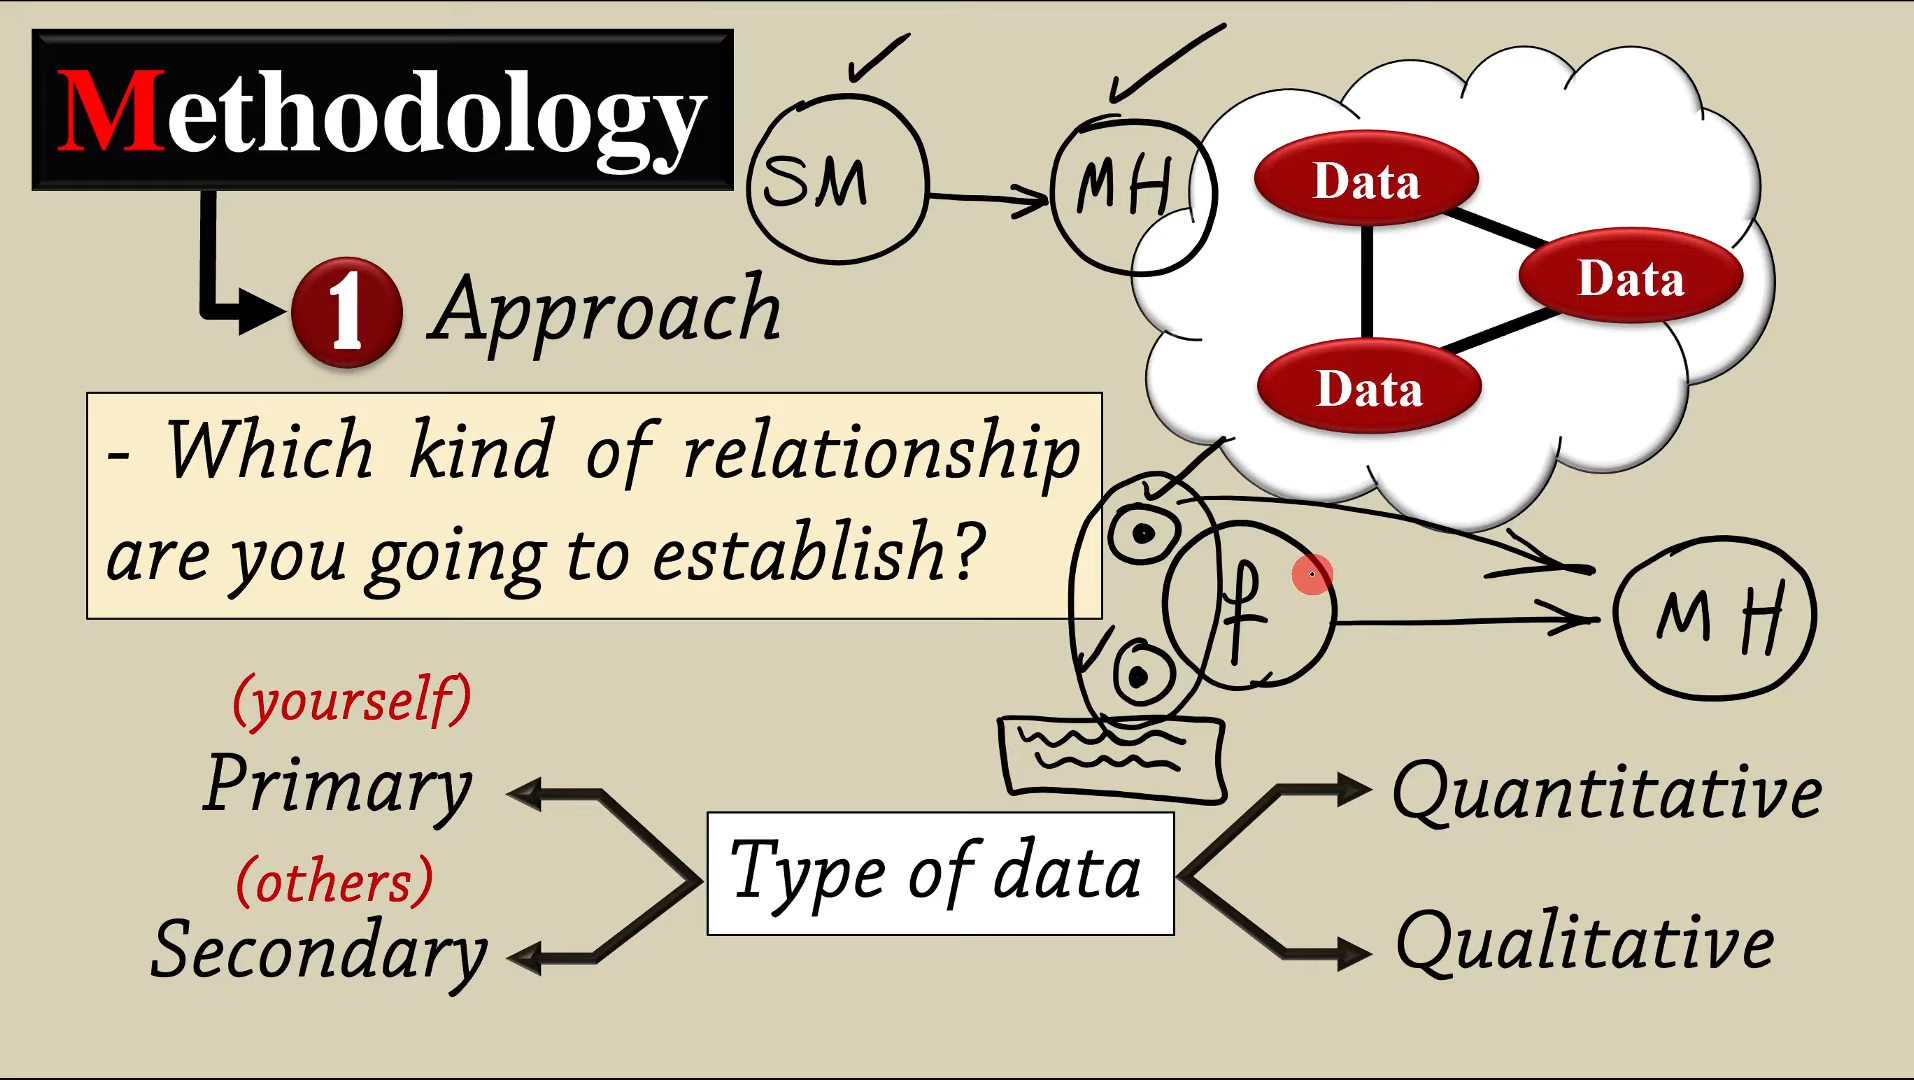 Methodology
SM
MH
Data
Data
Data
1 Approach
- Which kind of relationship
are you going to establish?
MH
(yourself)
Primary
(others)
Secondary
Type of data
Quantitative
Qualitative